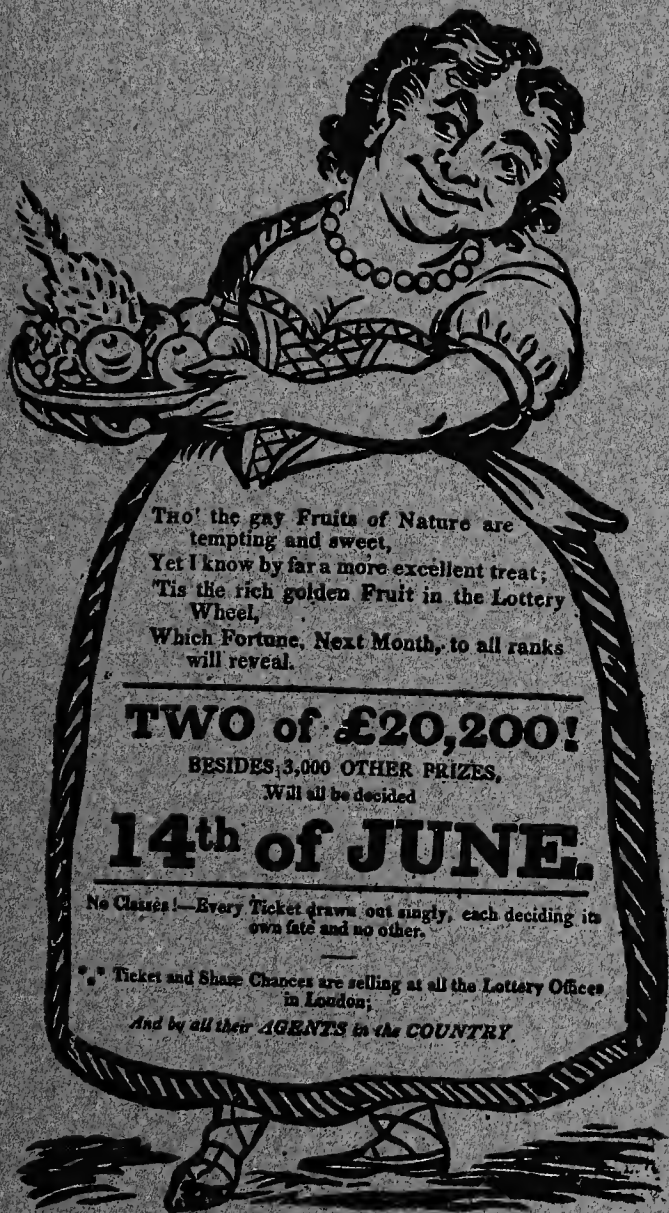 THO' the gay Fruits of Nature are
tempting and sweet,
Yet I know by far a more excellent treat;
'Tis the rich golden Fruit in the Lottery
Wheel,
Which Fortune, Next Month, to all ranks
will reveal.
TWO of £20,200!
BESIDES 3,000 OTHER PRIZES,
Will all be decided
14th of JUNE.
No Classes!—Every Ticket drawn out singly, each deciding its
own fate and no other.
*⁎* Ticket and Share Chances are selling at all the Lottery Offices
in London;
And by all their AGENTS in the COUNTRY.